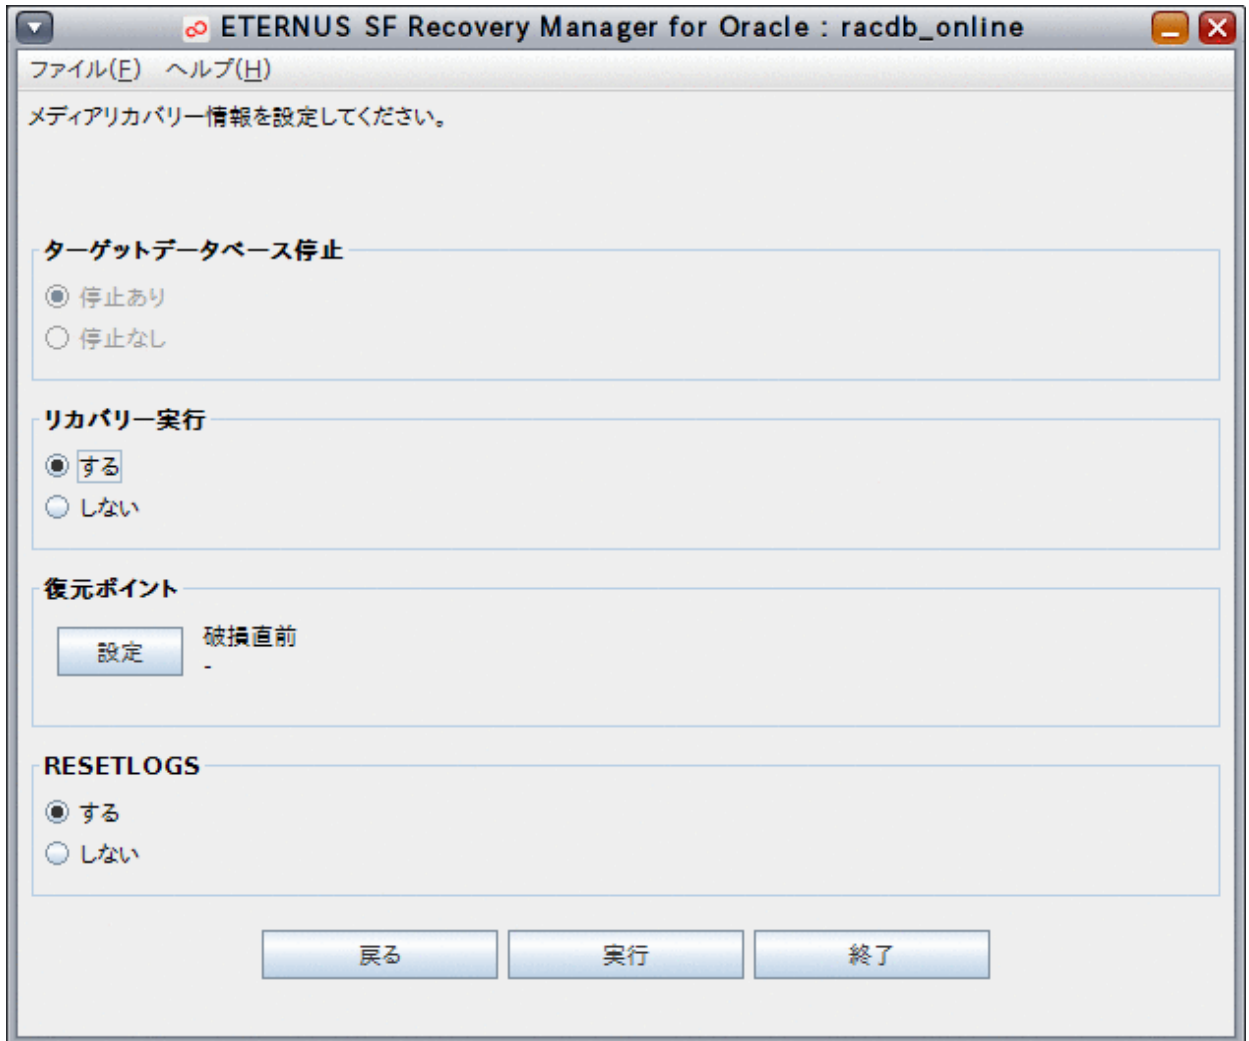 ETERNUS SF Recovery Manager for Oracle : racdb_online
ファイル(F) ヘルプ(H)
メディアリカバリー情報を設定してください。
ターゲットデータベース停止
停止あり
停止なし
リカバリー実行
する
しない
復元ポイント
設定
破損直前
-
RESETLOGS
する
しない
戻る 実行 終了